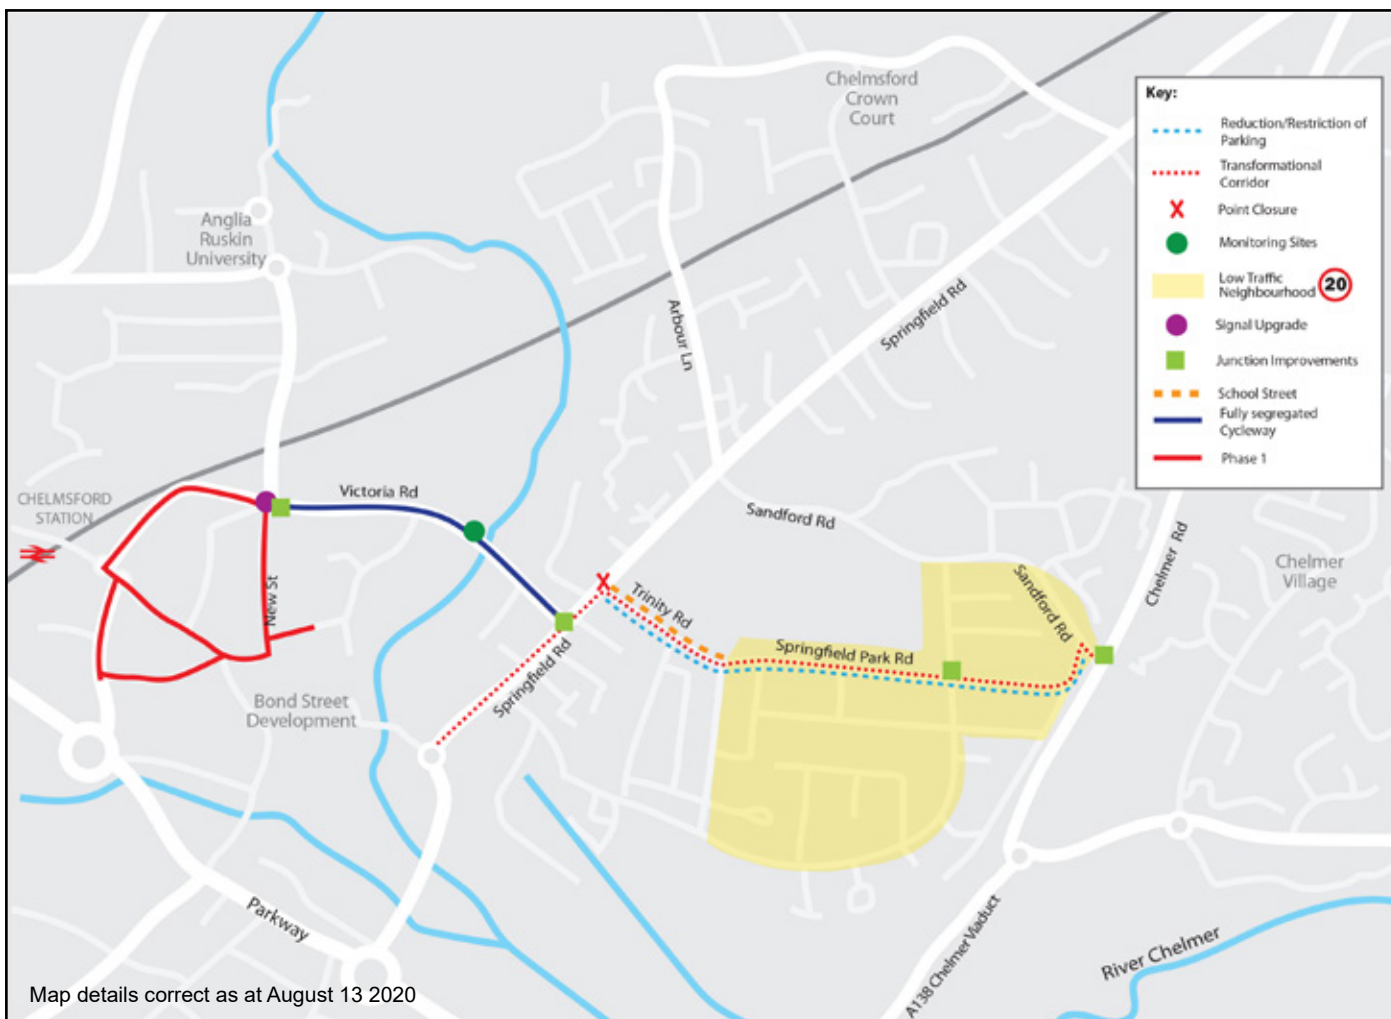 Chelmsford
Crown
Court
Key:
Reduction/Restriction of
Parking
Transformational
Corridor
X
Point Closure
Monitoring Sites
Low Traffic
Neighbourhood
20
Signal Upgrade
Junction Improvements
School Street
Fully segregated
Cycleway
Phase 1
Anglia
Ruskin
University
Arbour Ln
Springfield Rd
CHELMSFORD
STATION
Victoria Rd
Sandford Rd
Chelmer Rd
Chelmer
Village
New St
X
Trinity Rd
Sandford Rd
Springfield Park Rd
Springfield Rd
Bond Street
Development
Parkway
A138 Chelmer Viaduct
River Chelmer
Map details correct as at August 13 2020